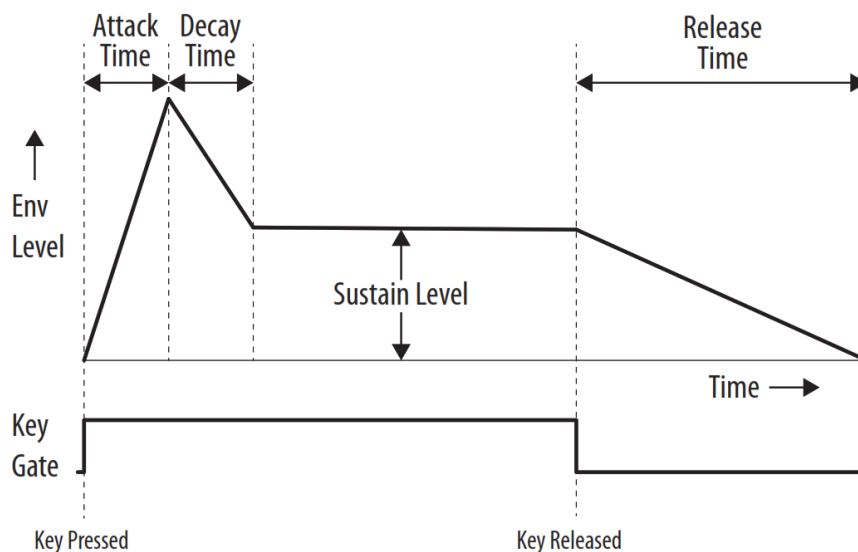 Attack
Time
Decay
Time
Release
Time
Env
Level
Sustain Level
Time
Key
Gate
Key Pressed
Key Released